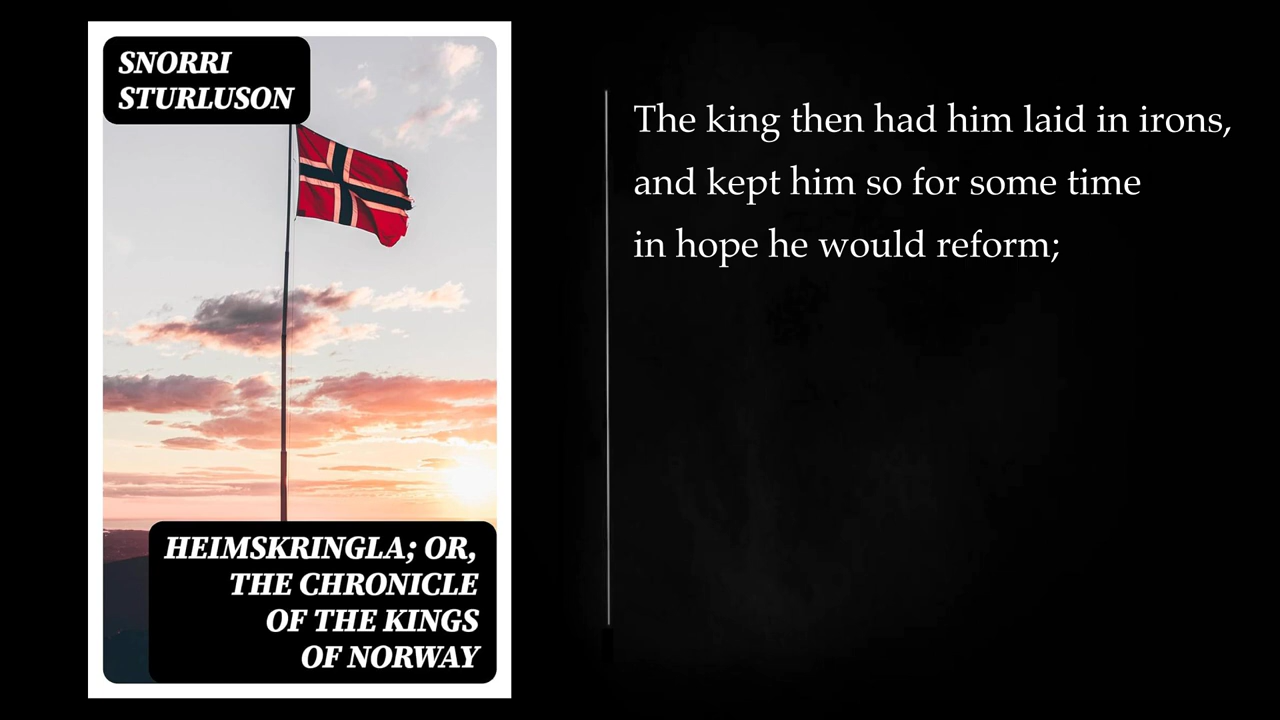 SNORRI
STURLUSON
HEIMSKRINGLA; OR,
THE CHRONICLE
OF THE KINGS
OF NORWAY
The king then had him laid in irons,
and kept him so for some time
in hope he would reform;